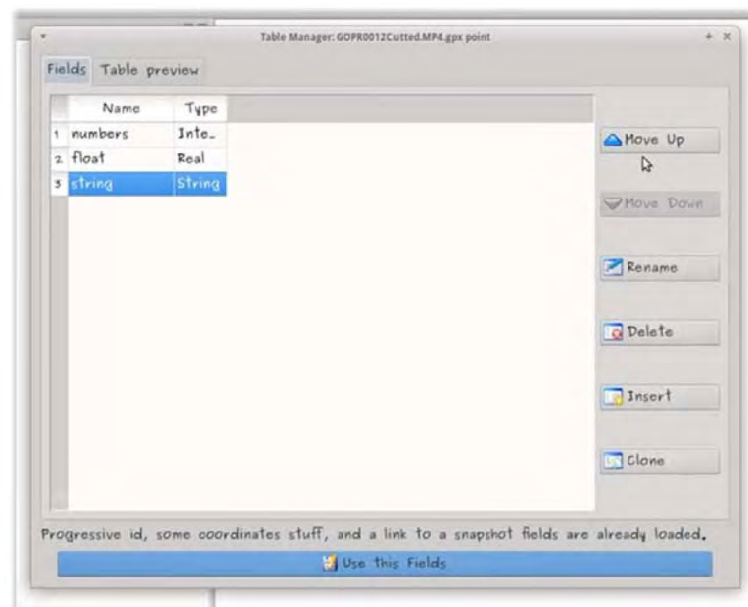 Table Manager: GOPR0012Cutted.MP4.gpx point
Fields Table preview
Name Type
1 numbers Inte…
2 float Real
3 string String
Move Up
Move Down
Rename
Delete
Insert
Clone
Progressive id, some coordinates stuff, and a link to a snapshot fields are already loaded.
Use this Fields